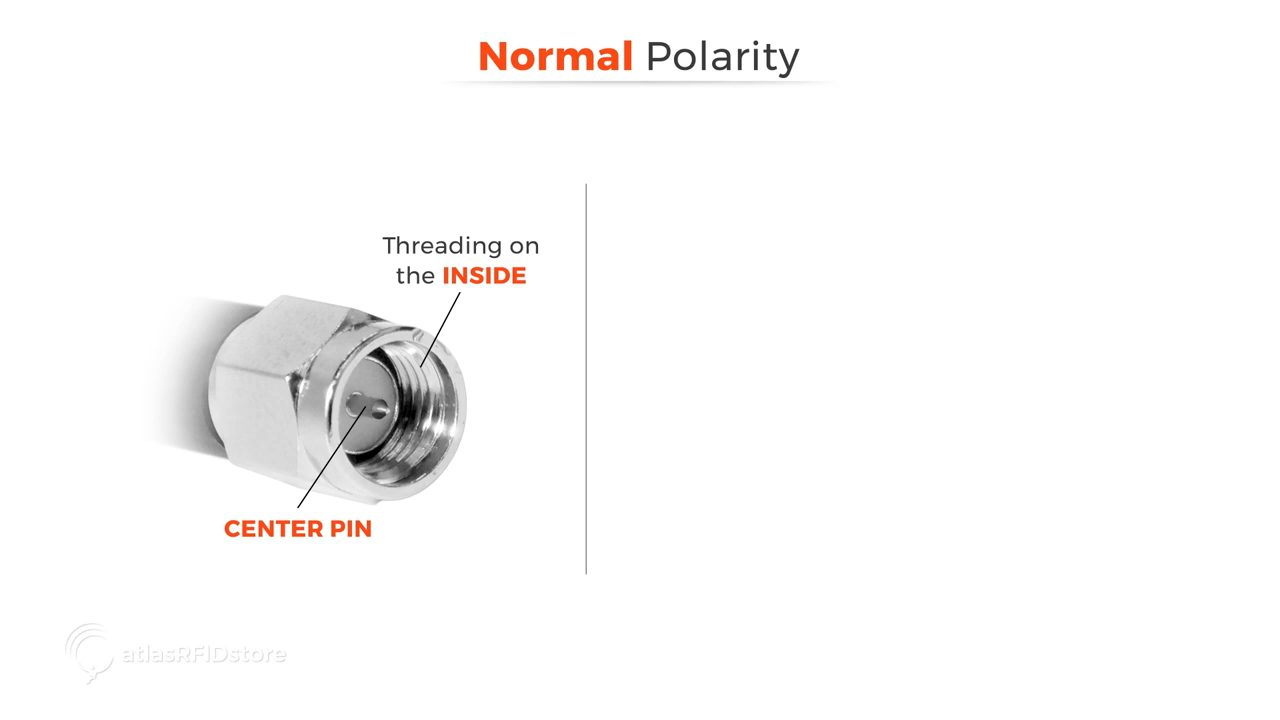 Normal Polarity
Threading on
the INSIDE
CENTER PIN
atlasRFIDstore